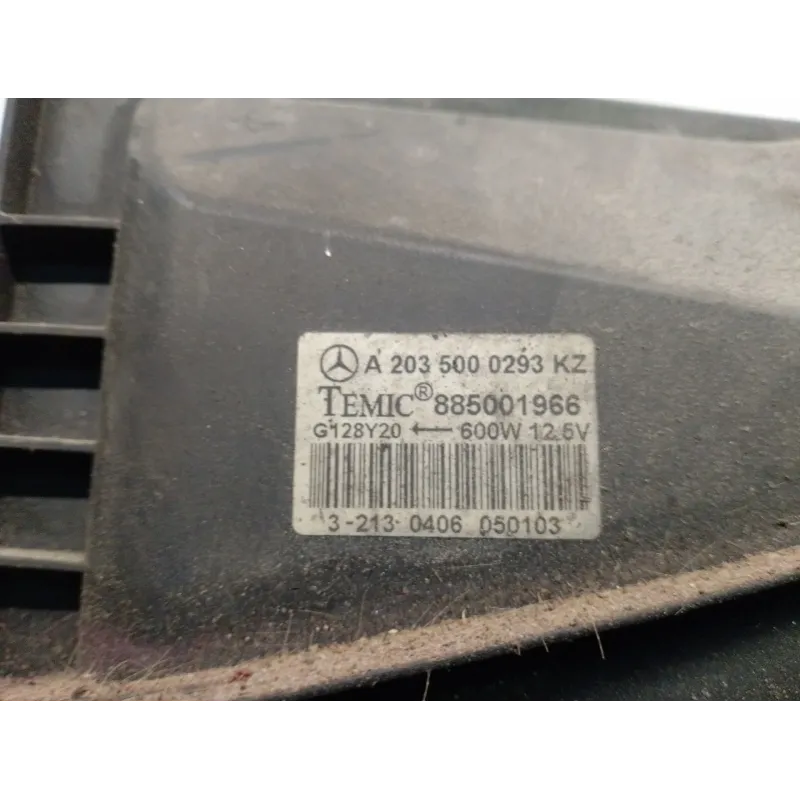 A 203 500 0293 KZ
TEMIC® 885001966
G128Y20 ← 600W 12.5V
3-213 0406 050103